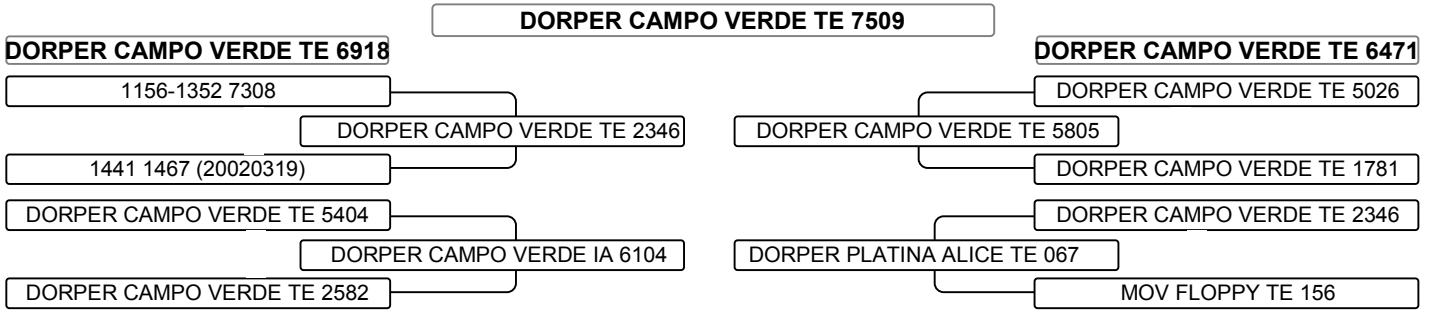 DORPER CAMPO VERDE TE 7509
DORPER CAMPO VERDE TE 6918
DORPER CAMPO VERDE TE 6471
1156-1352 7308
DORPER CAMPO VERDE TE 5026
DORPER CAMPO VERDE TE 2346
DORPER CAMPO VERDE TE 5805
1441 1467 (20020319)
DORPER CAMPO VERDE TE 1781
DORPER CAMPO VERDE TE 5404
DORPER CAMPO VERDE TE 2346
DORPER CAMPO VERDE IA 6104
DORPER PLATINA ALICE TE 067
DORPER CAMPO VERDE TE 2582
MOV FLOPPY TE 156